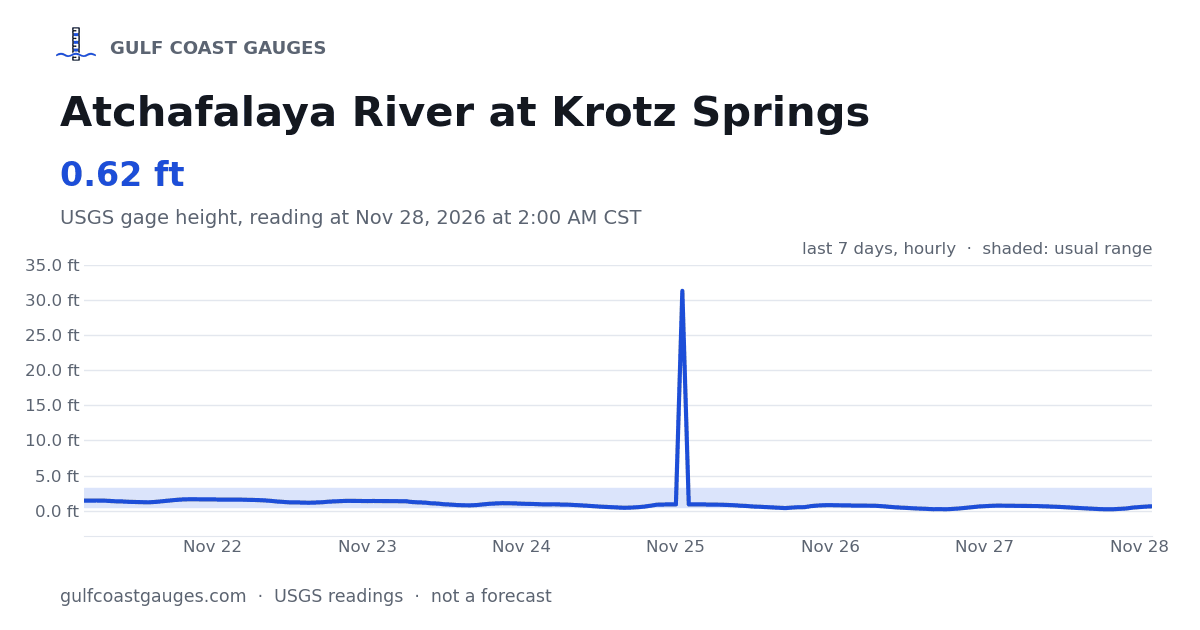 GULF COAST GAUGES
Atchafalaya River at Krotz Springs
0.62 ft
USGS gage height, reading at Nov 28, 2026 at 2:00 AM CST
last 7 days, hourly · shaded: usual range
35.0 ft
30.0 ft
25.0 ft
20.0 ft
15.0 ft
10.0 ft
5.0 ft
0.0 ft
Nov 22 Nov 23 Nov 24 Nov 25 Nov 26 Nov 27 Nov 28
gulfcoastgauges.com · USGS readings · not a forecast